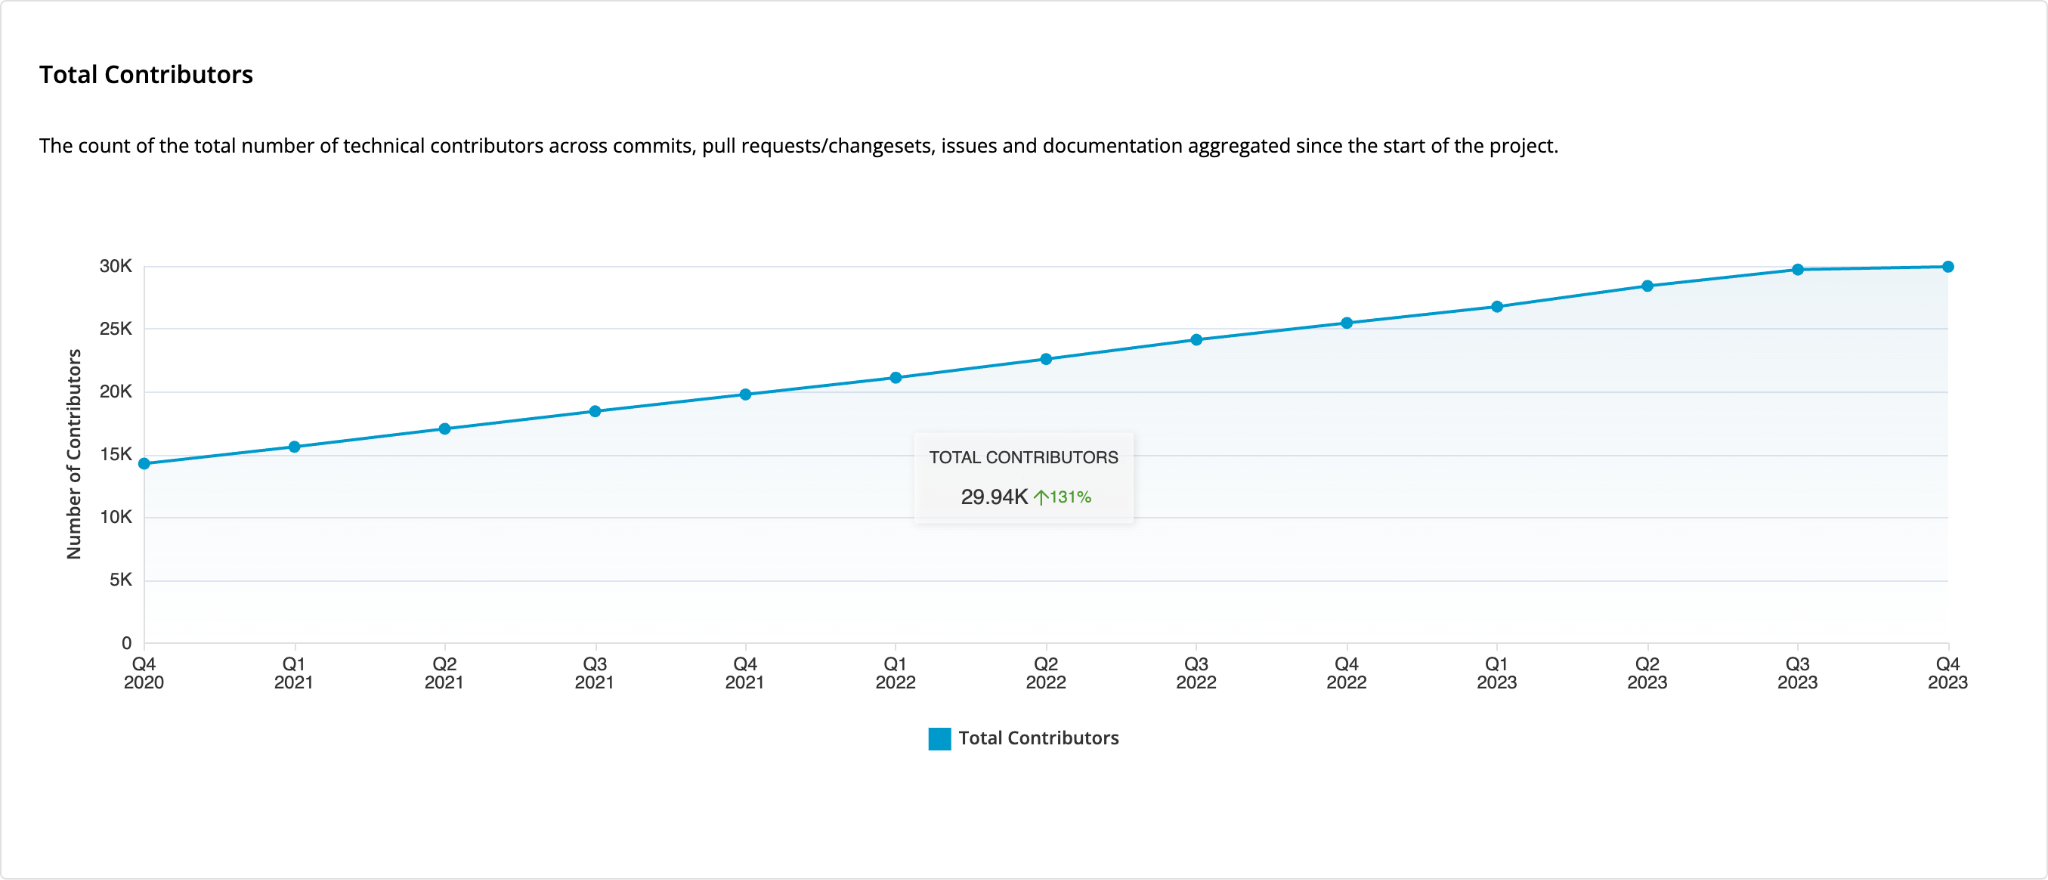 Total Contributors
The count of the total number of technical contributors across commits, pull requests/changesets, issues and documentation aggregated since the start of the project.
Number of Contributors
30K
25K
20K
15K
10K
5K
0
TOTAL CONTRIBUTORS
29.94K ↑131%
Q4 Q1 Q2 Q3 Q4 Q1 Q2 Q3 Q4 Q1 Q2 Q3 Q4
2020 2021 2021 2021 2021 2022 2022 2022 2022 2023 2023 2023 2023
Total Contributors